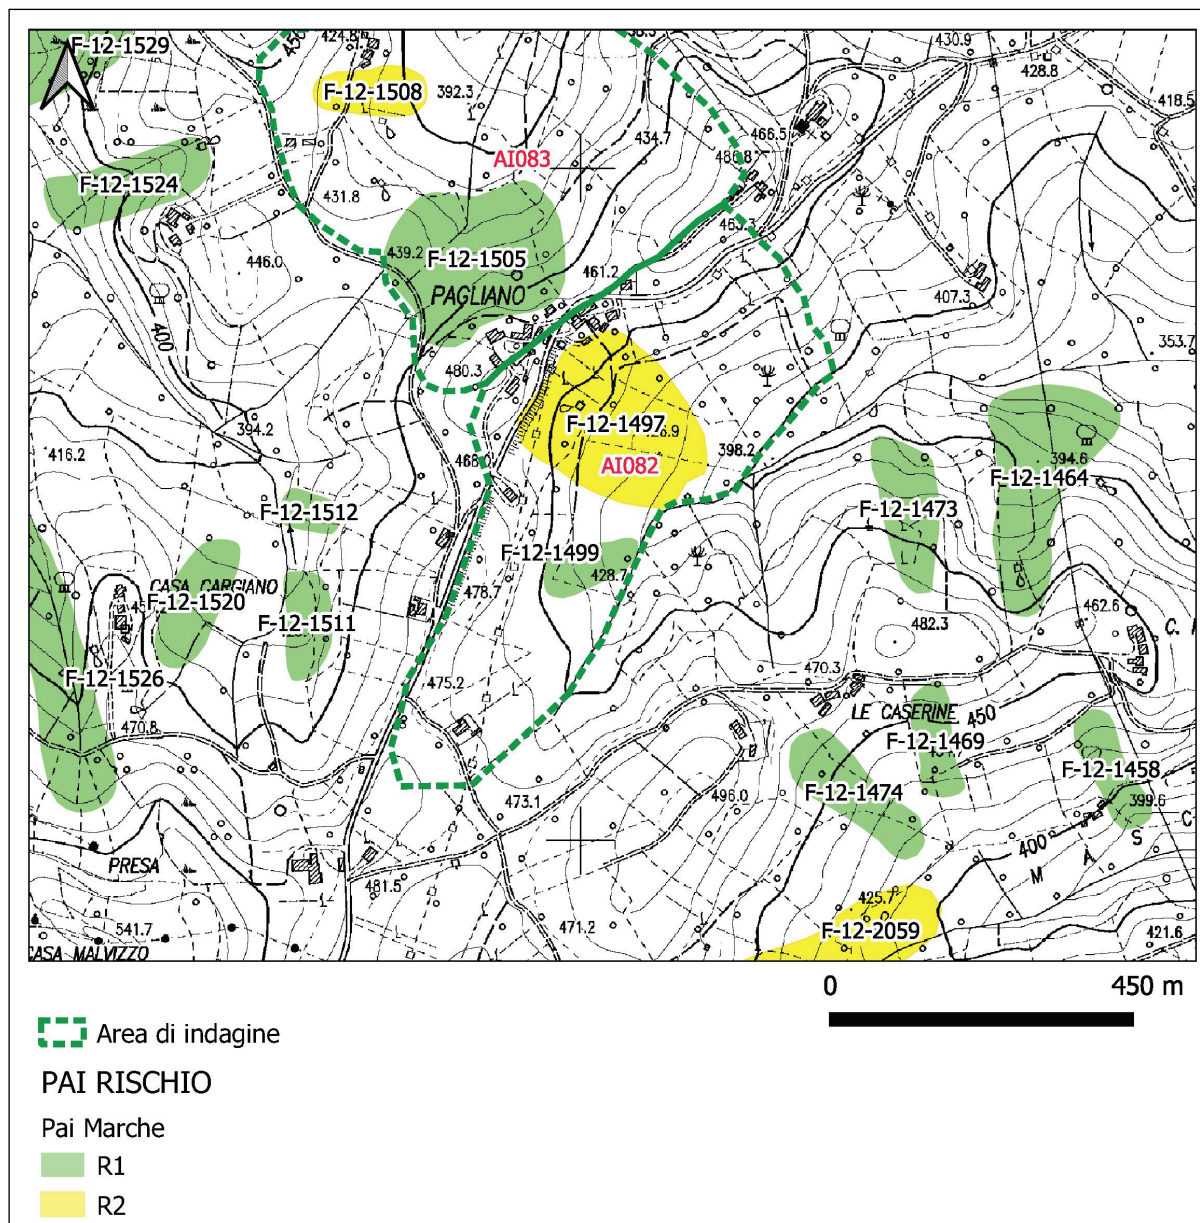 F-12-1529
450
424.8
38.3
430.9
428.8
418.5
F-12-1508
392.3
434.7
466.5
486.8
AI083
F-12-1524
431.8
463.3
439.2
446.0
F-12-1505
461.2
407.3
PAGLIANO
400
353.7
480.3
394.2
F-12-1497
416.2
468
AI082
398.2
394.6
F-12-1464
F-12-1512
F-12-1473
F-12-1499
428.7
478.7
CASA CARGIANO
F-12-1520
F-12-1511
462.6
482.3
C.
F-12-1526
475.2
470.3
470.8
LE CASERINE
450
F-12-1469
F-12-1458
F-12-1474
473.1
496.0
399.6
C
S
A
M
400
PRESA
481.5
425.7
541.7
471.2
F-12-2059
421.6
CASA MALVIZZO
0 450 m
Area di indagine
PAI RISCHIO
Pai Marche
R1
R2